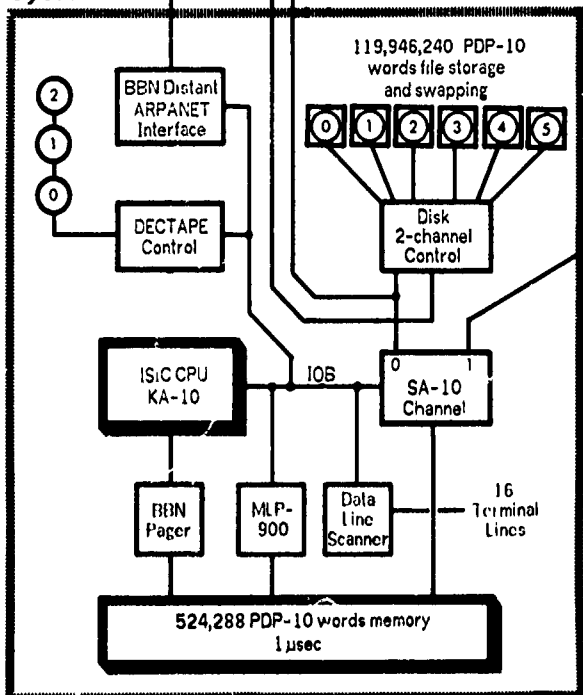 119,946,240 PDP-10
words file storage
and swapping
BBN Distant
ARPANET
Interface
2
1
0
0 1 2 3 4 5
DECTAPE
Control
Disk
2-channel
Control
ISIC CPU
KA-10
IOB
0 1
SA-10
Channel
BBN
Pager
MLP-
900
Data
Line
Scanner
16
Terminal
Lines
524,288 PDP-10 words memory
1 µsec